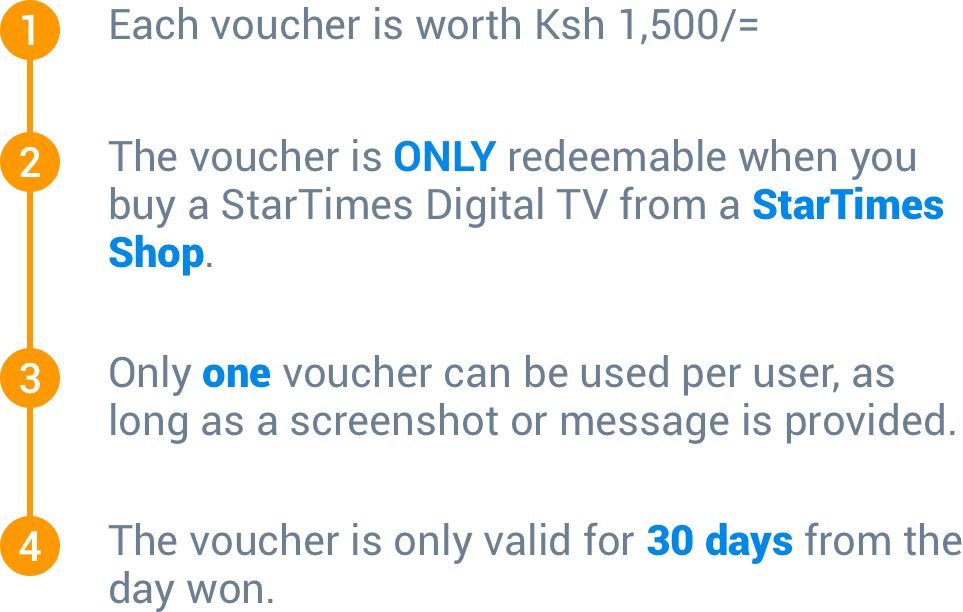 1 Each voucher is worth Ksh 1,500/=
2 The voucher is ONLY redeemable when you
buy a StarTimes Digital TV from a StarTimes
Shop.
3 Only one voucher can be used per user, as
long as a screenshot or message is provided.
4 The voucher is only valid for 30 days from the
day won.